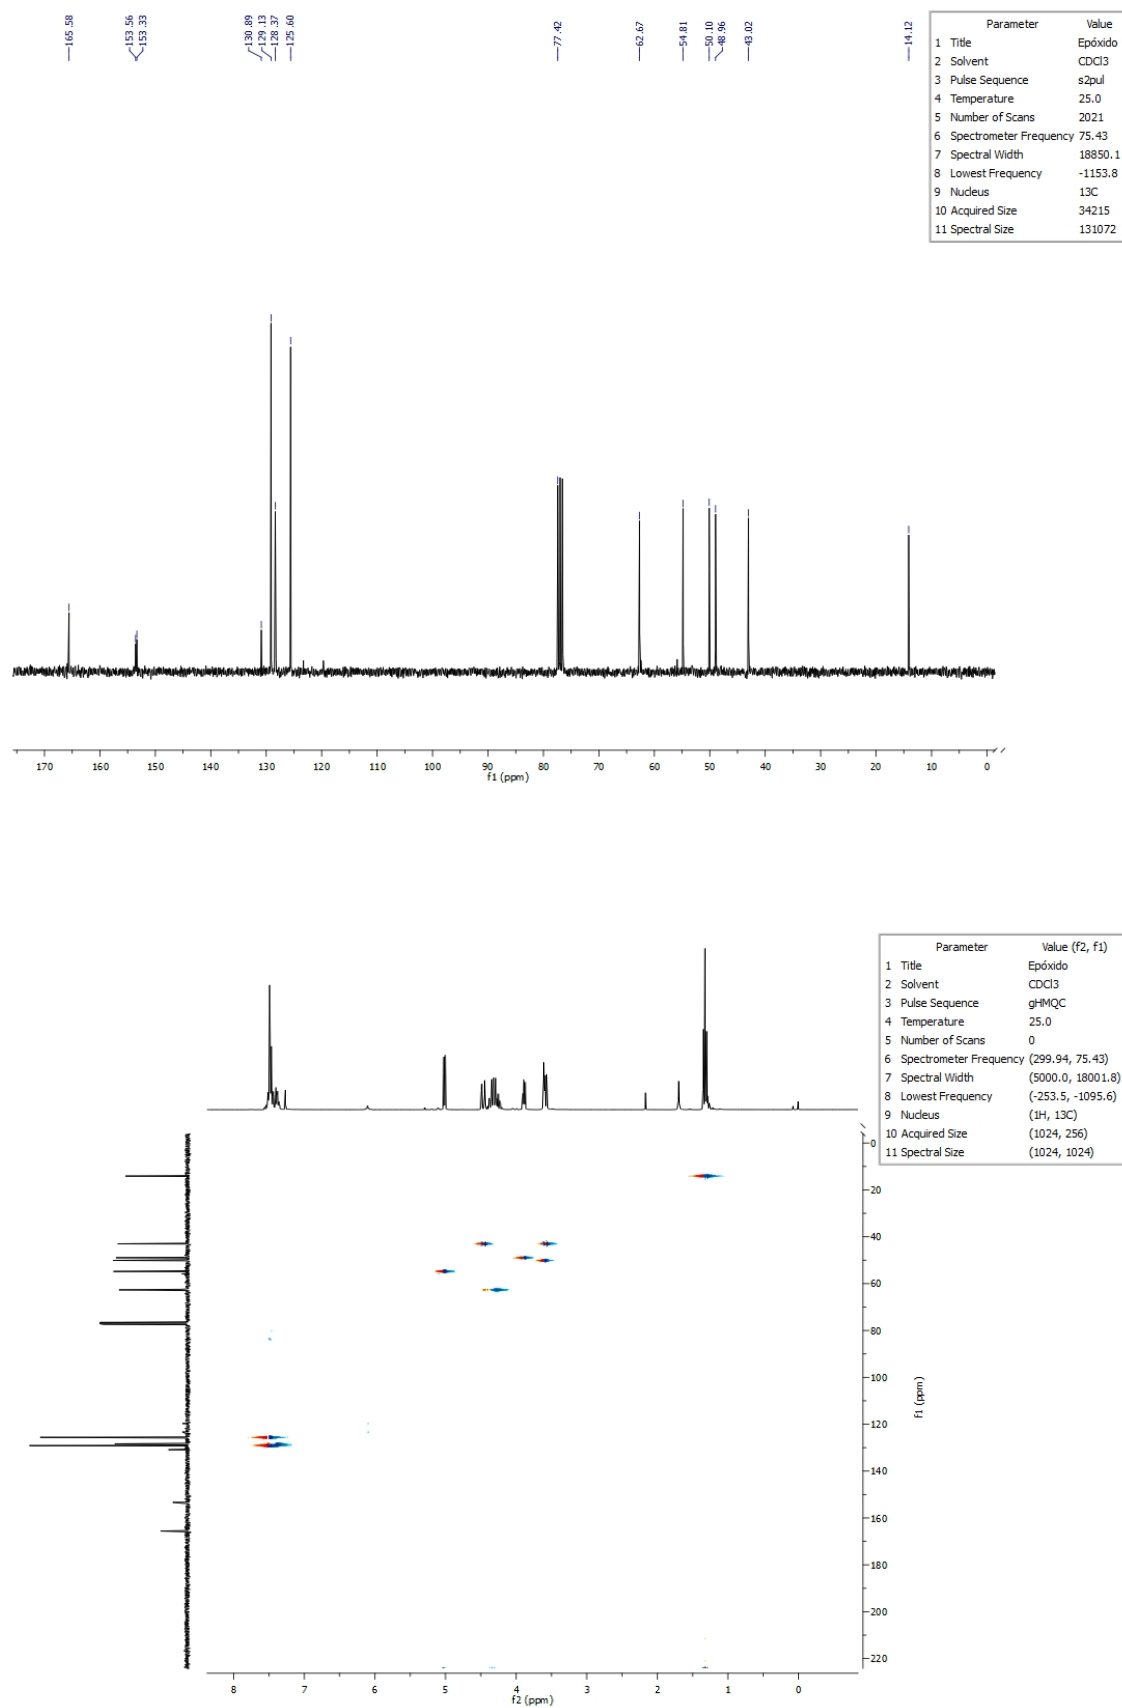 165.58
153.56
153.33
130.89
129.13
128.37
125.60
77.42
62.67
54.81
50.10
48.96
43.02
14.12
Parameter Value
1 Title Epóxido
2 Solvent CDCl3
3 Pulse Sequence s2pul
4 Temperature 25.0
5 Number of Scans 2021
6 Spectrometer Frequency 75.43
7 Spectral Width 18850.1
8 Lowest Frequency -1153.8
9 Nucleus 13C
10 Acquired Size 34215
11 Spectral Size 131072
170 160 150 140 130 120 110 100 90 80 70 60 50 40 30 20 10 0
f1 (ppm)
Parameter Value (f2, f1)
1 Title Epóxido
2 Solvent CDCl3
3 Pulse Sequence gHMQC
4 Temperature 25.0
5 Number of Scans 0
6 Spectrometer Frequency (299.94, 75.43)
7 Spectral Width (5000.0, 18001.8)
8 Lowest Frequency (-253.5, -1095.6)
9 Nucleus (1H, 13C)
10 Acquired Size (1024, 256)
11 Spectral Size (1024, 1024)
0
20
40
60
80
100
120
140
160
180
200
220
f1 (ppm)
8 7 6 5 4 3 2 1 0
f2 (ppm)